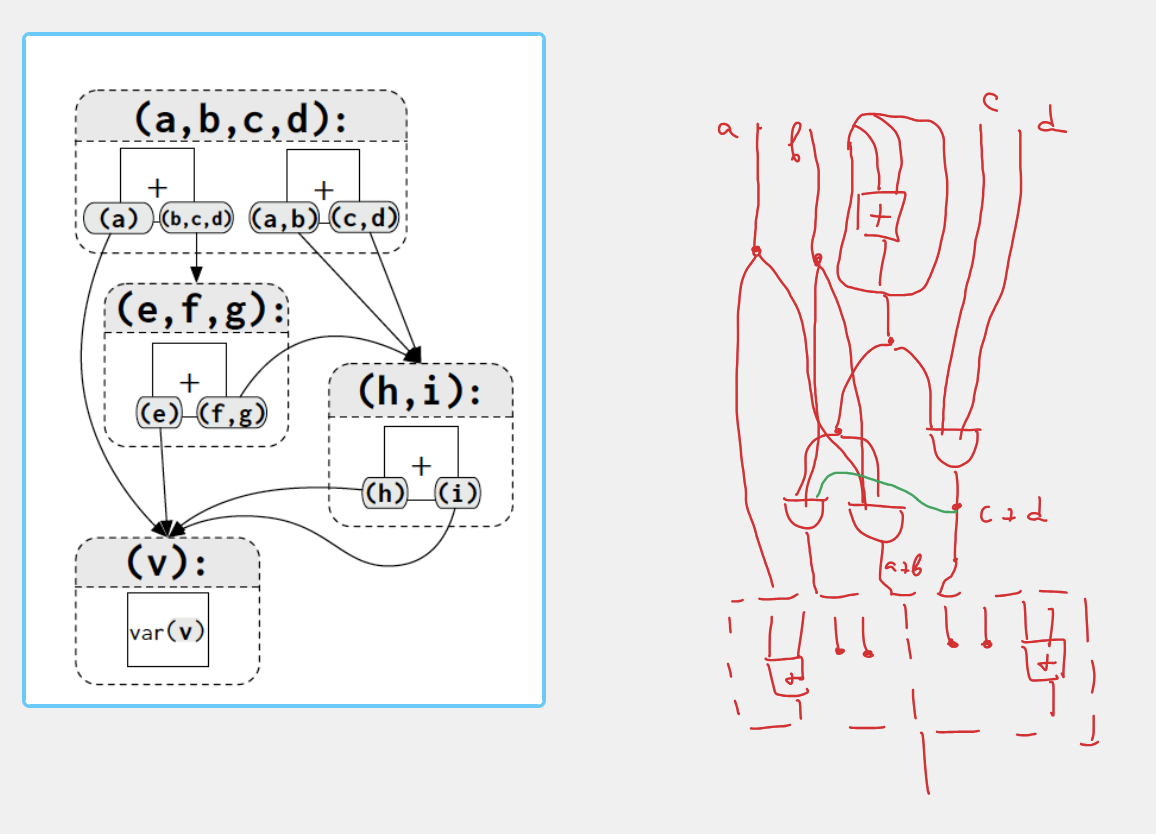 (a,b,c,d):
+ +
(a) (b,c,d) (a,b) (c,d)
(e,f,g):
+
(e) (f,g)
(h,i):
+
(h) (i)
(v):
var(v)
a b c d
+
c + d
a+b
+ +